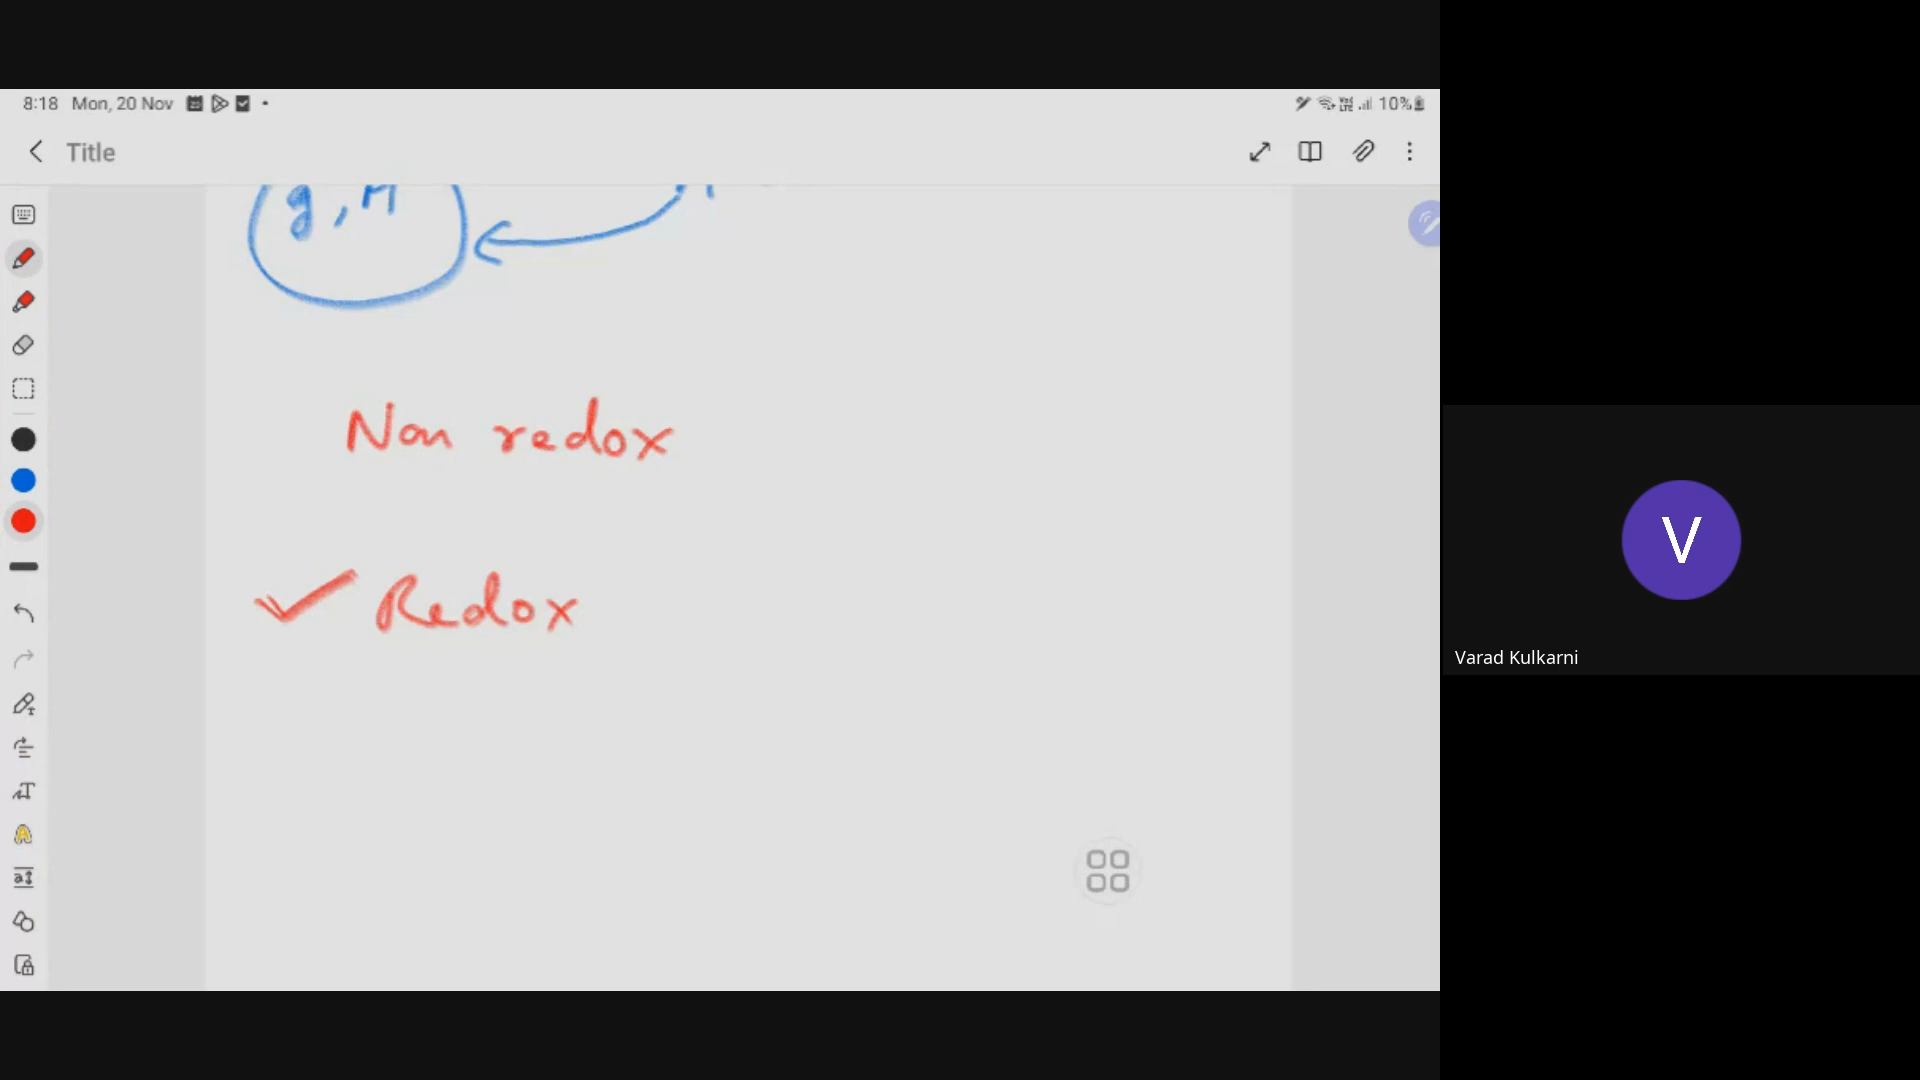 8:18 Mon, 20 Nov
10%
Title
g, M
Non redox
Redox
V
Varad Kulkarni